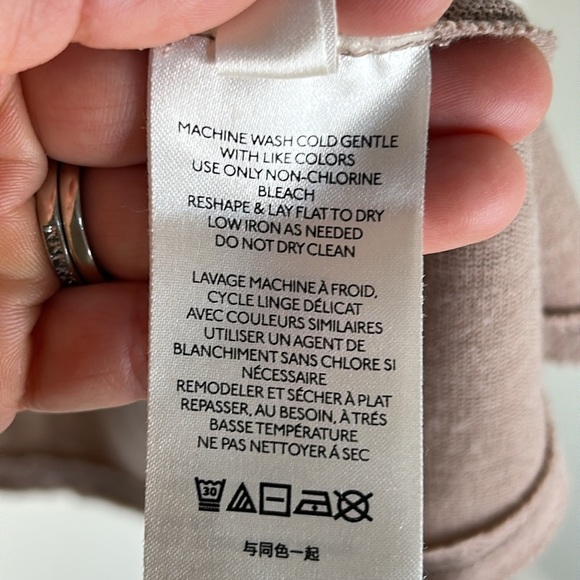 MACHINE WASH COLD GENTLE
WITH LIKE COLORS
USE ONLY NON-CHLORINE
BLEACH
RESHAPE & LAY FLAT TO DRY
LOW IRON AS NEEDED
DO NOT DRY CLEAN
LAVAGE MACHINE À FROID,
CYCLE LINGE DÉLICAT
AVEC COULEURS SIMILAIRES
UTILISER UN AGENT DE
BLANCHIMENT SANS CHLORE SI
NÉCESSAIRE
REMODELER ET SÉCHER À PLAT
REPASSER, AU BESOIN, À TRÉS
BASSE TEMPÉRATURE
NE PAS NETTOYER Á SEC
30
与同色一起